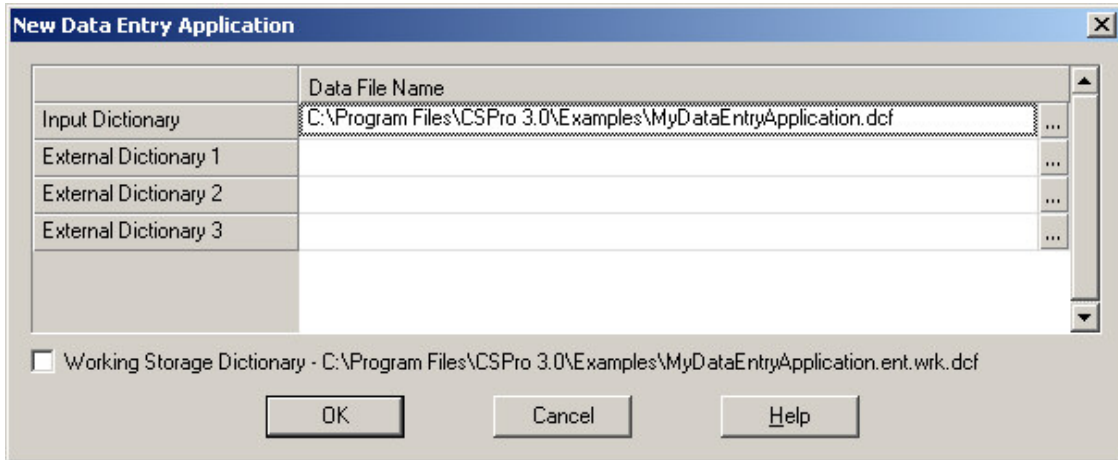 New Data Entry Application
Data File Name
Input Dictionary C:\Program Files\CSPro 3.0\Examples\MyDataEntryApplication.dcf ...
External Dictionary 1 ...
External Dictionary 2 ...
External Dictionary 3 ...
Working Storage Dictionary - C:\Program Files\CSPro 3.0\Examples\MyDataEntryApplication.ent.wrk.dcf
OK Cancel Help